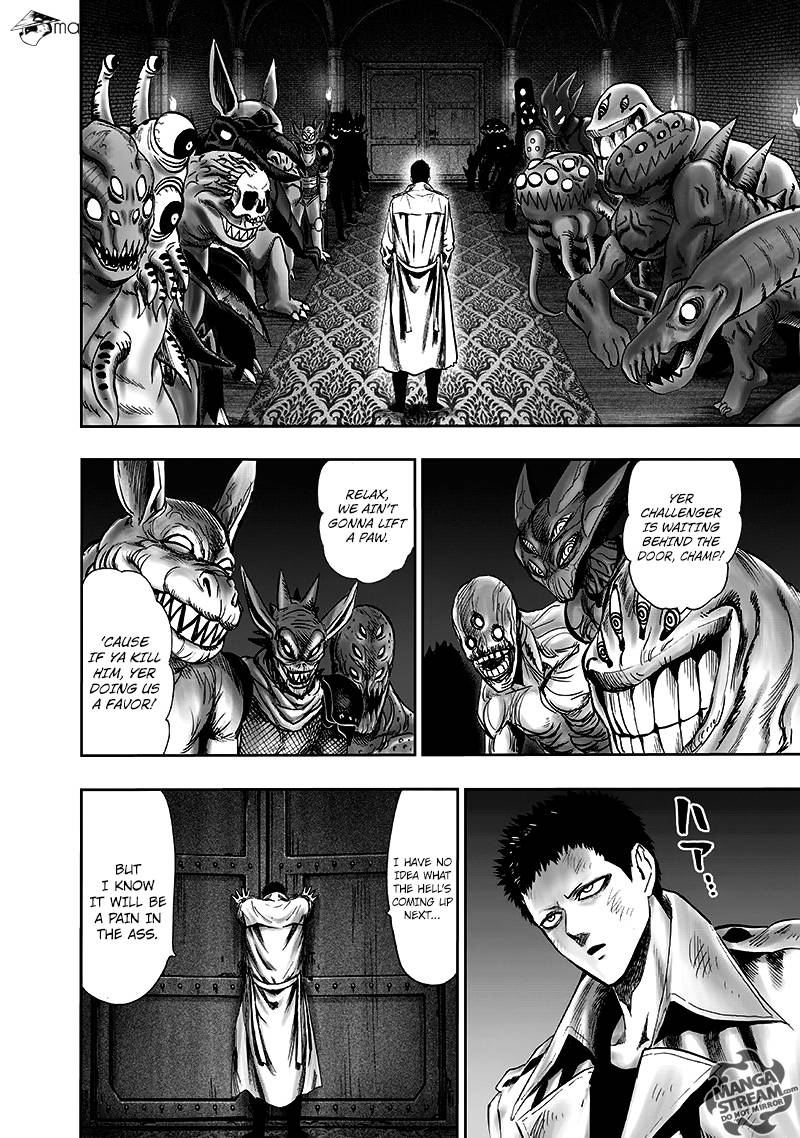 YER
CHALLENGER
IS WAITING
BEHIND THE
DOOR, CHAMP!
RELAX,
WE AIN'T
GONNA LIFT
A PAW.
'CAUSE
IF YA KILL
HIM, YER
DOING US
A FAVOR!
ハァ…
I HAVE NO
IDEA WHAT
THE HELL'S
COMING UP
NEXT...
BUT
I KNOW
IT WILL BE
A PAIN IN
THE ASS.
MANGA
STREAM.COM
DO NOT MIRROR